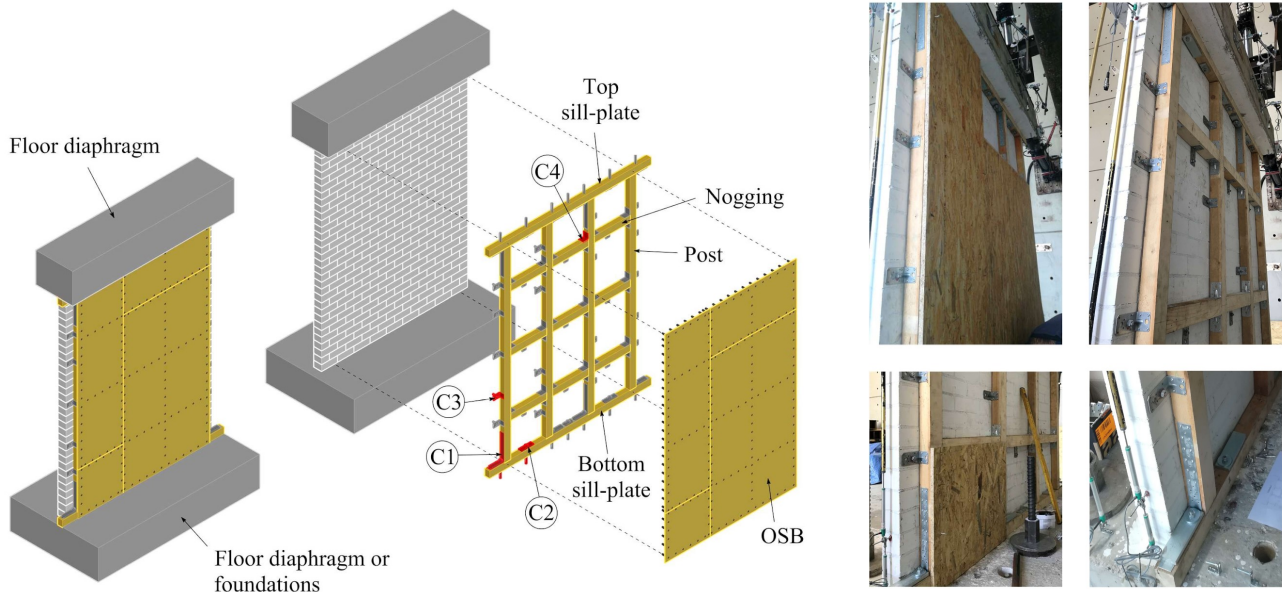 Floor diaphragm
Floor diaphragm or
foundations
Top
sill-plate
C4
Nogging
Post
C3
C1
C2
Bottom
sill-plate
OSB